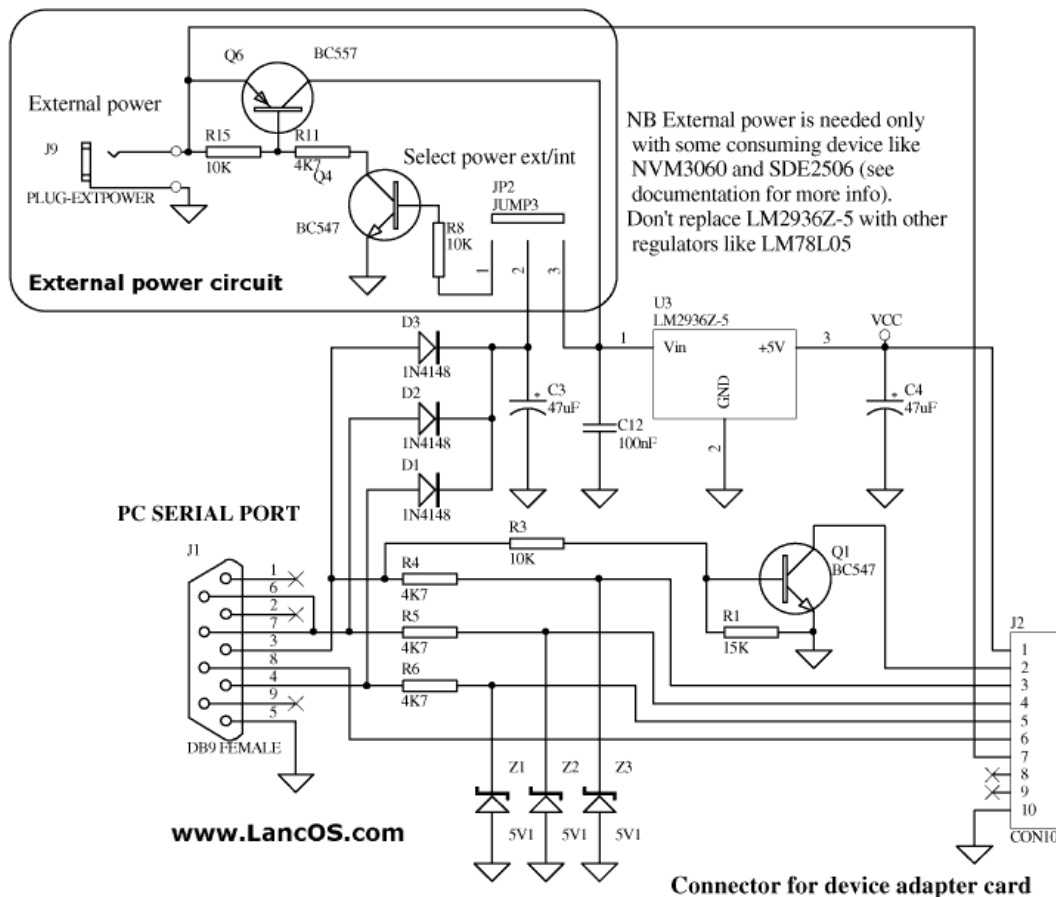 Q6
BC557
External power
J9
PLUG-EXTPOWER
R15
10K
R11
4K7
Q4
BC547
R8
10K
Select power ext/int
JP2
JUMP3
1
2
3
External power circuit
NB External power is needed only
with some consuming device like
NVM3060 and SDE2506 (see
documentation for more info).
Don't replace LM2936Z-5 with other
regulators like LM78L05
D3
1N4148
D2
1N4148
D1
1N4148
C3
+
47uF
C12
100nF
U3
LM2936Z-5
1
Vin
+5V
3
GND
2
VCC
C4
+
47uF
PC SERIAL PORT
J1
1
6
2
7
3
8
4
9
5
DB9 FEMALE
R3
10K
R4
4K7
R5
4K7
R6
4K7
Q1
BC547
R1
15K
Z1
5V1
Z2
5V1
Z3
5V1
J2
1
2
3
4
5
6
7
8
9
10
CON10
www.LancOS.com
Connector for device adapter card